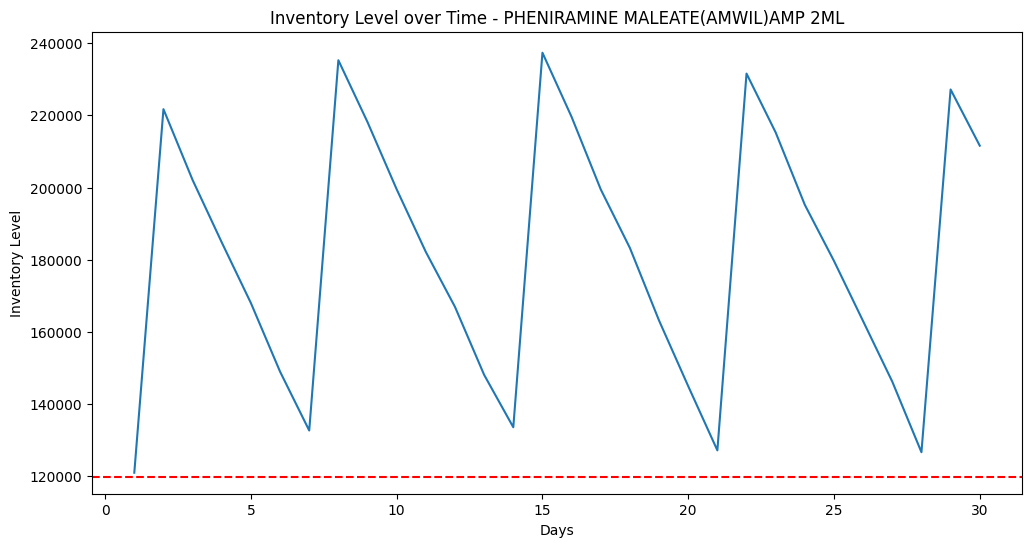 Inventory Level over Time - PHENIRAMINE MALEATE(AMWIL)AMP 2ML
240000
220000
200000
180000
160000
140000
120000
Inventory Level
0 5 10 15 20 25 30
Days